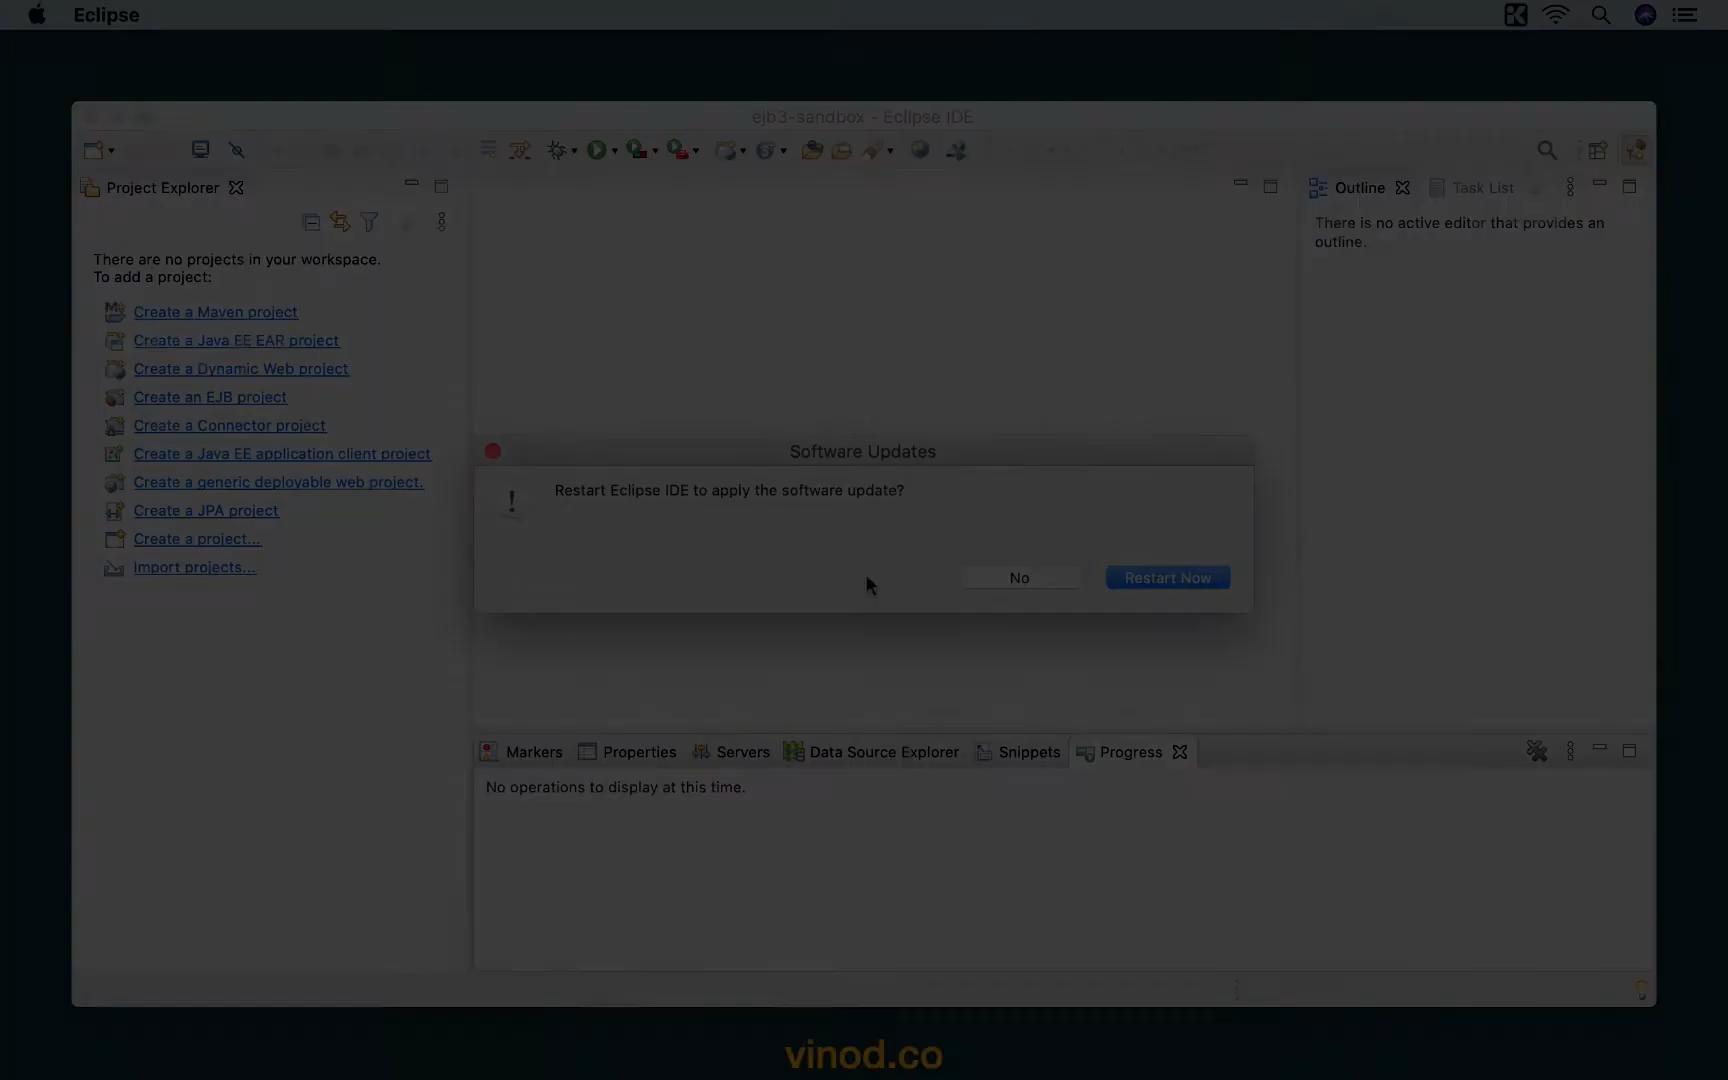 Eclipse
ejb3-sandbox - Eclipse IDE
Project Explorer
Outline
Task List
There is no active editor that provides an
outline.
There are no projects in your workspace.
To add a project:
Create a Maven project
Create a Java EE EAR project
Create a Dynamic Web project
Create an EJB project
Create a Connector project
Create a Java EE application client project
Create a generic deployable web project.
Create a JPA project
Create a project...
Import projects...
Software Updates
Restart Eclipse IDE to apply the software update?
No
Restart Now
Markers
Properties
Servers
Data Source Explorer
Snippets
Progress
No operations to display at this time.
vinod.co